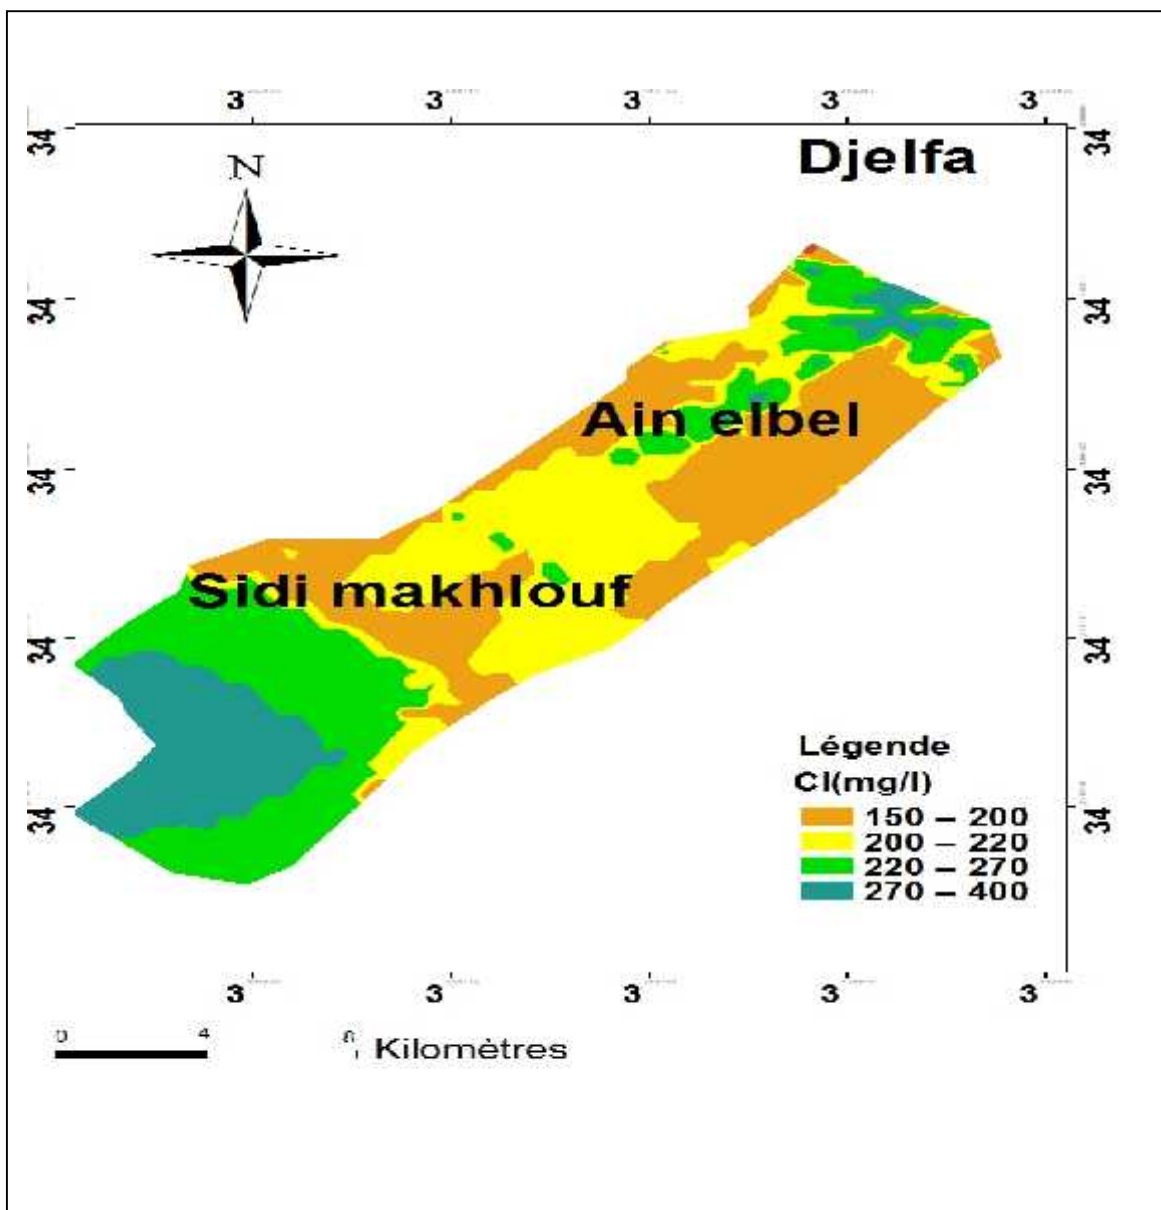 3 3 3 3 3
34 34
Djelfa
N
34 34
Ain elbel
34 34
Sidi makhlouf
34 34
Légende
Cl(mg/l)
150 – 200
34 34
200 – 220
220 – 270
270 – 400
3 3 3 3 3
0 4 Kilomètres